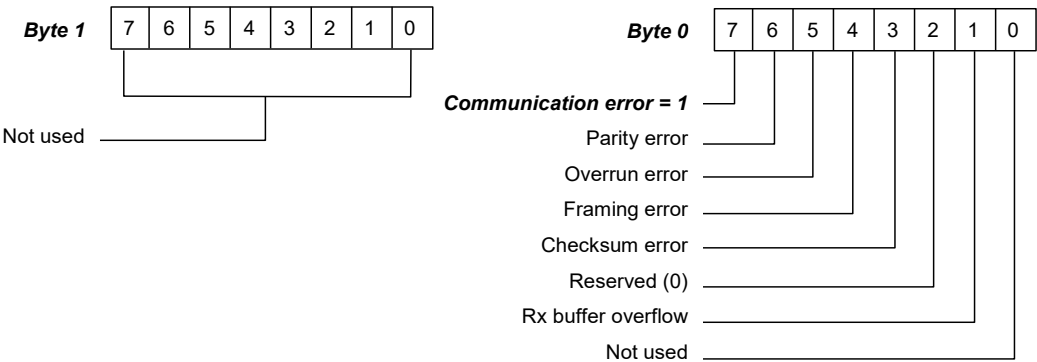 Byte 1 7 6 5 4 3 2 1 0
Not used
Byte 0 7 6 5 4 3 2 1 0
Communication error = 1
Parity error
Overrun error
Framing error
Checksum error
Reserved (0)
Rx buffer overflow
Not used